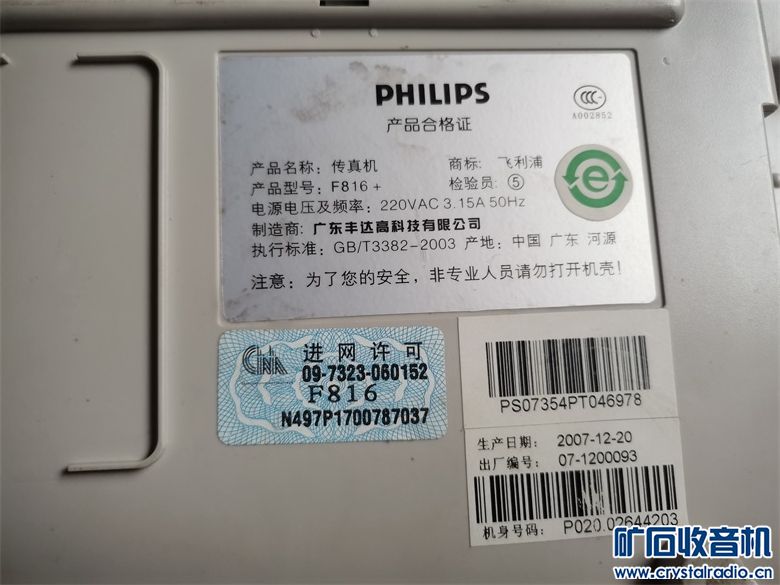 PHILIPS
产品合格证
CCC
A002852
产品名称：传真机 商标：飞利浦
产品型号：F816+ 检验员：⑤
e
电源电压及频率：220VAC 3.15A 50Hz
制造商：广东丰达高科技有限公司
执行标准：GB/T3382-2003 产地：中国 广东 河源
注意：为了您的安全，非专业人员请勿打开机壳！
进网许可
09-7323-060152
F816
N497P1700787037
PS07354PT046978
生产日期：2007-12-20
出厂编号：07-1200093
机身号码：P020.02644203
矿石收音机
www.crystalradio.cn